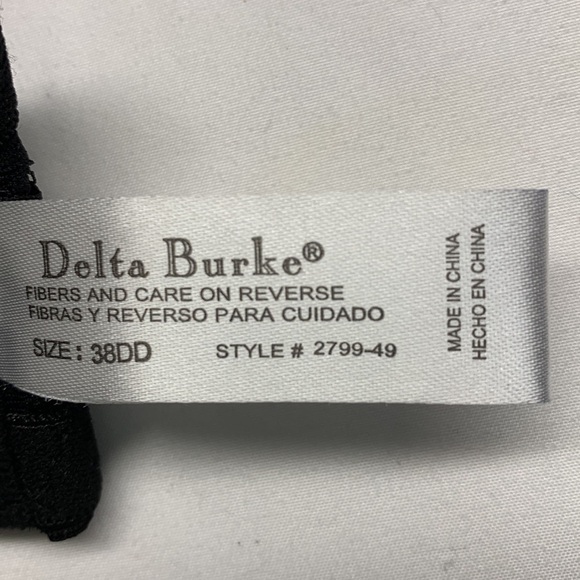 Delta Burke®
FIBERS AND CARE ON REVERSE
FIBRAS Y REVERSO PARA CUIDADO
SIZE: 38DD STYLE # 2799-49
MADE IN CHINA
HECHO EN CHINA